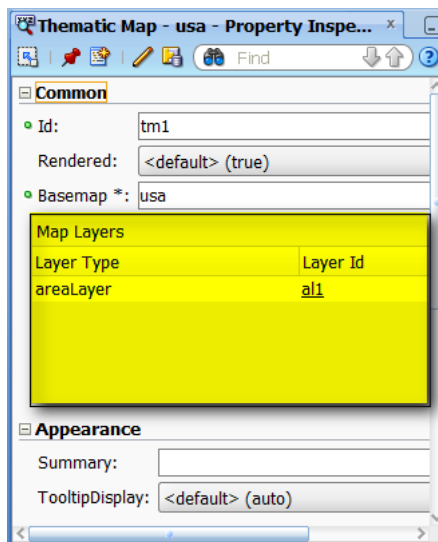 Thematic Map - usa - Property Inspe...
Find
Common
Id: tm1
Rendered: <default> (true)
Basemap *: usa
Map Layers
Layer Type Layer Id
areaLayer al1
Appearance
Summary:
TooltipDisplay: <default> (auto)